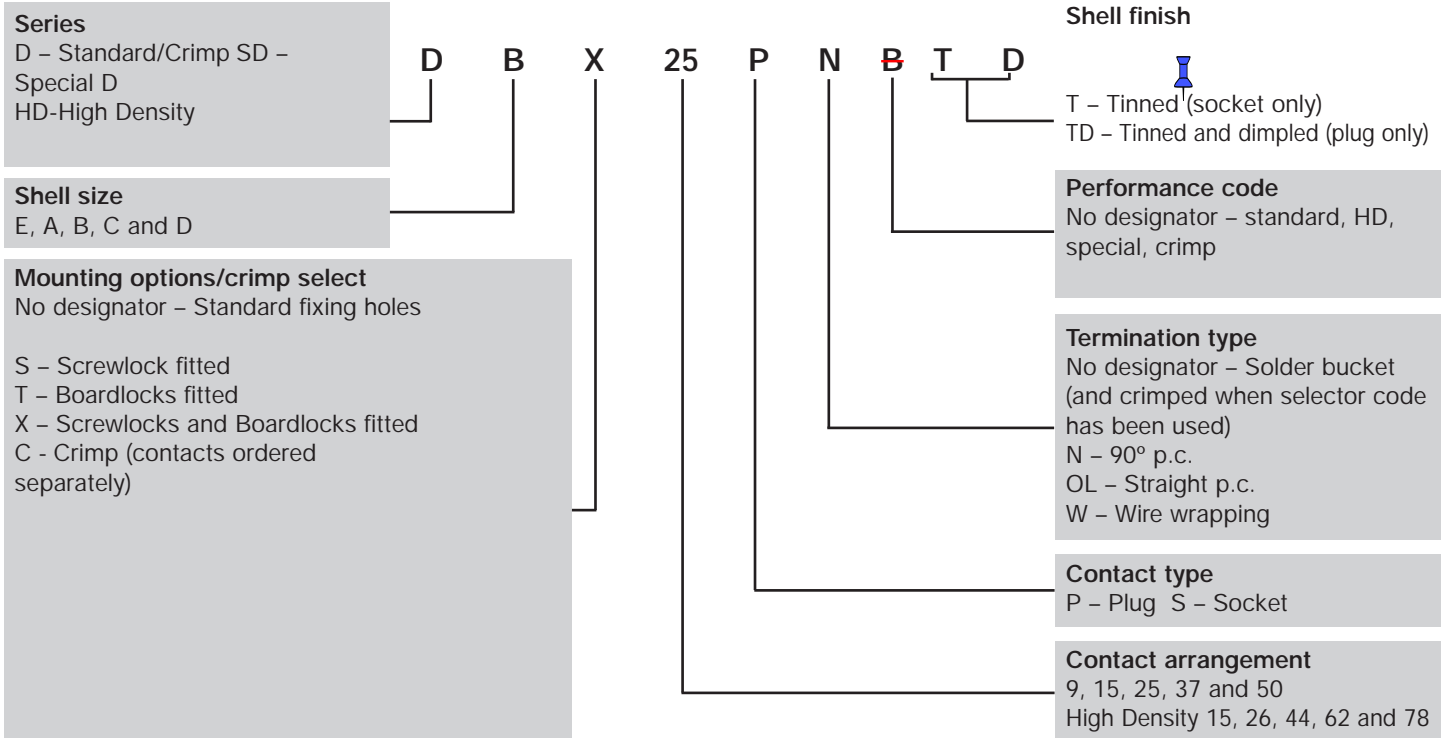 Series
D – Standard/Crimp SD –
Special D
HD-High Density
Shell size
E, A, B, C and D
Mounting options/crimp select
No designator – Standard fixing holes
S – Screwlock fitted
T – Boardlocks fitted
X – Screwlocks and Boardlocks fitted
C - Crimp (contacts ordered
separately)
D B X 25 P N B T D
Shell finish
T – Tinned (socket only)
TD – Tinned and dimpled (plug only)
Performance code
No designator – standard, HD,
special, crimp
Termination type
No designator – Solder bucket
(and crimped when selector code
has been used)
N – 90º p.c.
OL – Straight p.c.
W – Wire wrapping
Contact type
P – Plug S – Socket
Contact arrangement
9, 15, 25, 37 and 50
High Density 15, 26, 44, 62 and 78